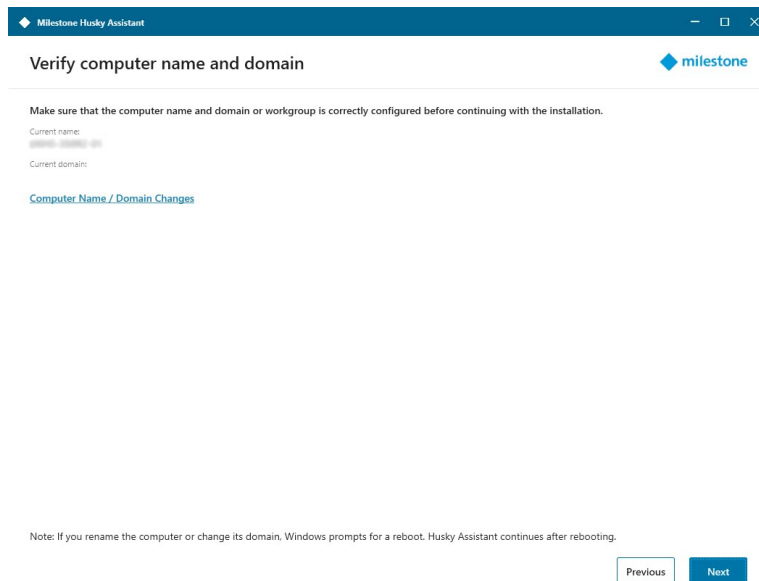 Milestone Husky Assistant
Verify computer name and domain
milestone
Make sure that the computer name and domain or workgroup is correctly configured before continuing with the installation.
Current name:
Current domain:
Computer Name / Domain Changes
Note: If you rename the computer or change its domain, Windows prompts for a reboot. Husky Assistant continues after rebooting.
Previous
Next